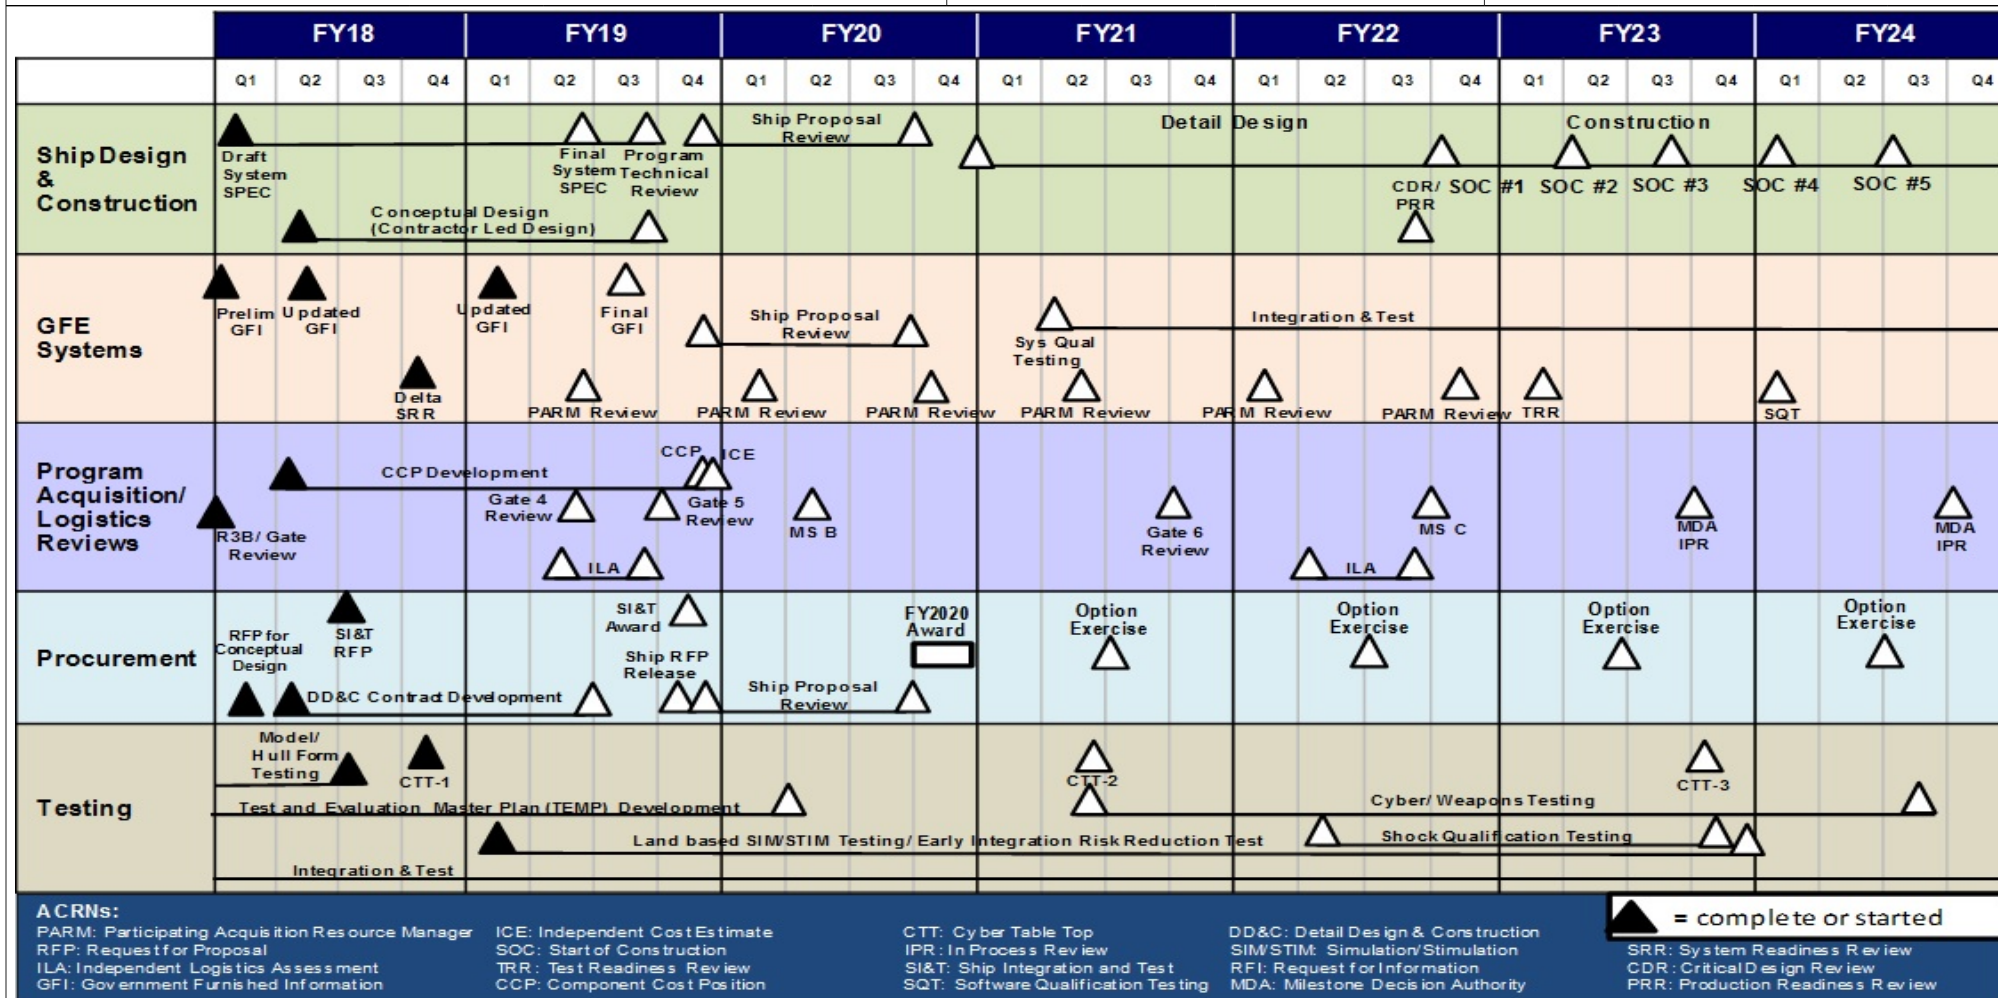 FY18 FY19 FY20 FY21 FY22 FY23 FY24
Q1 Q2 Q3 Q4 Q1 Q2 Q3 Q4 Q1 Q2 Q3 Q4 Q1 Q2 Q3 Q4 Q1 Q2 Q3 Q4 Q1 Q2 Q3 Q4 Q1 Q2 Q3 Q4
Ship Design
&
Construction
Draft
System
SPEC
Final
System
SPEC
Program
Technical
Review
Ship Proposal
Review
Detail Design
Construction
CDR/
PRR
SOC #1 SOC #2 SOC #3 SOC #4 SOC #5
Conceptual Design
(Contractor Led Design)
GFE
Systems
Prelim
GFI
Updated
GFI
Updated
GFI
Final
GFI
Ship Proposal
Review
Sys Qual
Testing
Integration & Test
Delta
SRR
PARM Review PARM Review PARM Review PARM Review PARM Review PARM Review TRR SQT
Program
Acquisition/
Logistics
Reviews
CCP Development
CCP ICE
R3B/ Gate
Review
Gate 4
Review
Gate 5
Review
MS B
Gate 6
Review
MS C
MDA
IPR
MDA
IPR
ILA ILA
Procurement
RFP for
Conceptual
Design
SI&T
RFP
SI&T
Award
Ship RFP
Release
FY2020
Award
Option
Exercise
Option
Exercise
Option
Exercise
Option
Exercise
DD&C Contract Development
Ship Proposal
Review
Testing
Model/
Hull Form
Testing
CTT-1
CTT-2
CTT-3
Test and Evaluation Master Plan (TEMP) Development
Cyber/ Weapons Testing
Land based SIM/STIM Testing/ Early Integration Risk Reduction Test
Shock Qualification Testing
Integration & Test
ACRNs:
= complete or started
PARM: Participating Acquisition Resource Manager
RFP: Request for Proposal
ILA: Independent Logistics Assessment
GFI: Government Furnished Information
ICE: Independent Cost Estimate
SOC: Start of Construction
TRR: Test Readiness Review
CCP: Component Cost Position
CTT: Cyber Table Top
IPR: In Process Review
SI&T: Ship Integration and Test
SQT: Software Qualification Testing
DD&C: Detail Design & Construction
SIM/STIM: Simulation/Stimulation
RFI: Request for Information
MDA: Milestone Decision Authority
SRR: System Readiness Review
CDR: Critical Design Review
PRR: Production Readiness Review